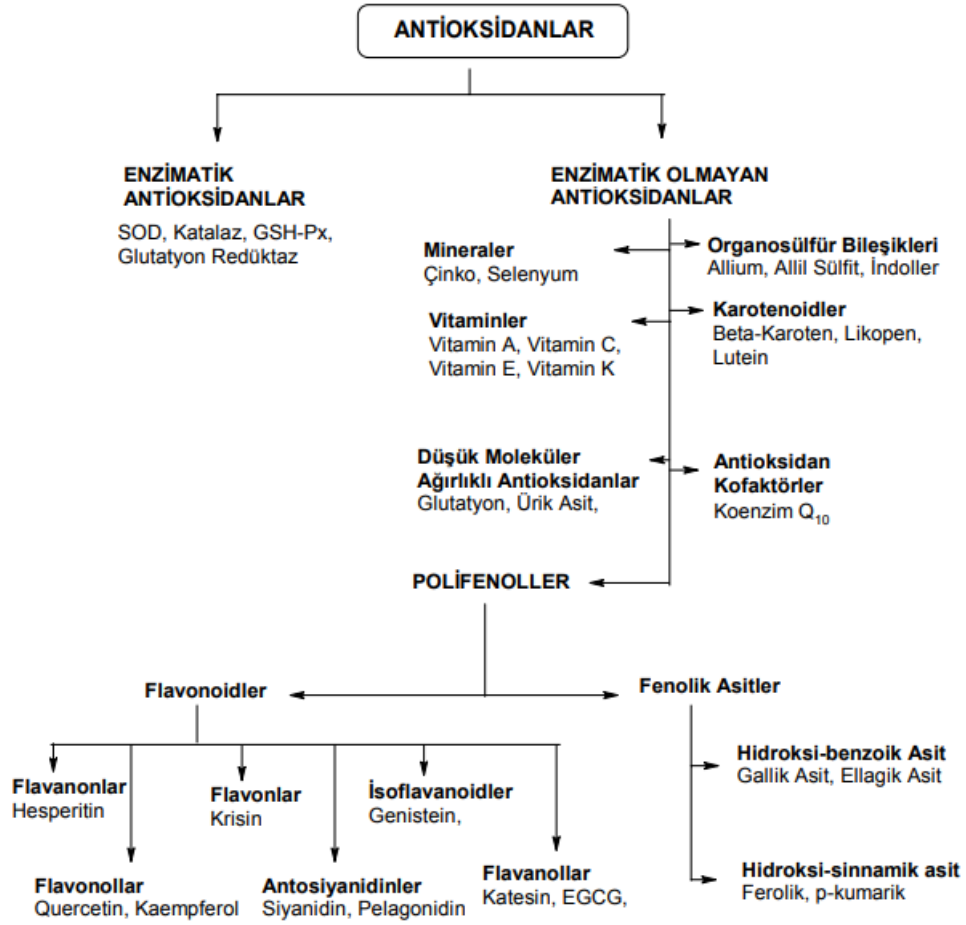 ANTİOKSİDANLAR
ENZİMATİK
ANTİOKSİDANLAR
SOD, Katalaz, GSH-Px,
Glutatyon Redüktaz
ENZİMATİK OLMAYAN
ANTİOKSİDANLAR
Mineraler
Çinko, Selenyum
Organosülfür Bileşikleri
Allium, Allil Sülfit, İndoller
Vitaminler
Vitamin A, Vitamin C,
Vitamin E, Vitamin K
Karotenoidler
Beta-Karoten, Likopen,
Lutein
Düşük Moleküler
Ağırlıklı Antioksidanlar
Glutatyon, Ürik Asit,
Antioksidan
Kofaktörler
Koenzim Q10
POLİFENOLLER
Flavonoidler
Fenolik Asitler
Flavanonlar
Hesperitin
Flavonlar
Krisin
İsoflavanoidler
Genistein,
Hidroksi-benzoik Asit
Gallik Asit, Ellagik Asit
Flavonollar
Quercetin, Kaempferol
Antosiyanidinler
Siyanidin, Pelagonidin
Flavanollar
Katesin, EGCG,
Hidroksi-sinnamik asit
Ferolik, p-kumarik